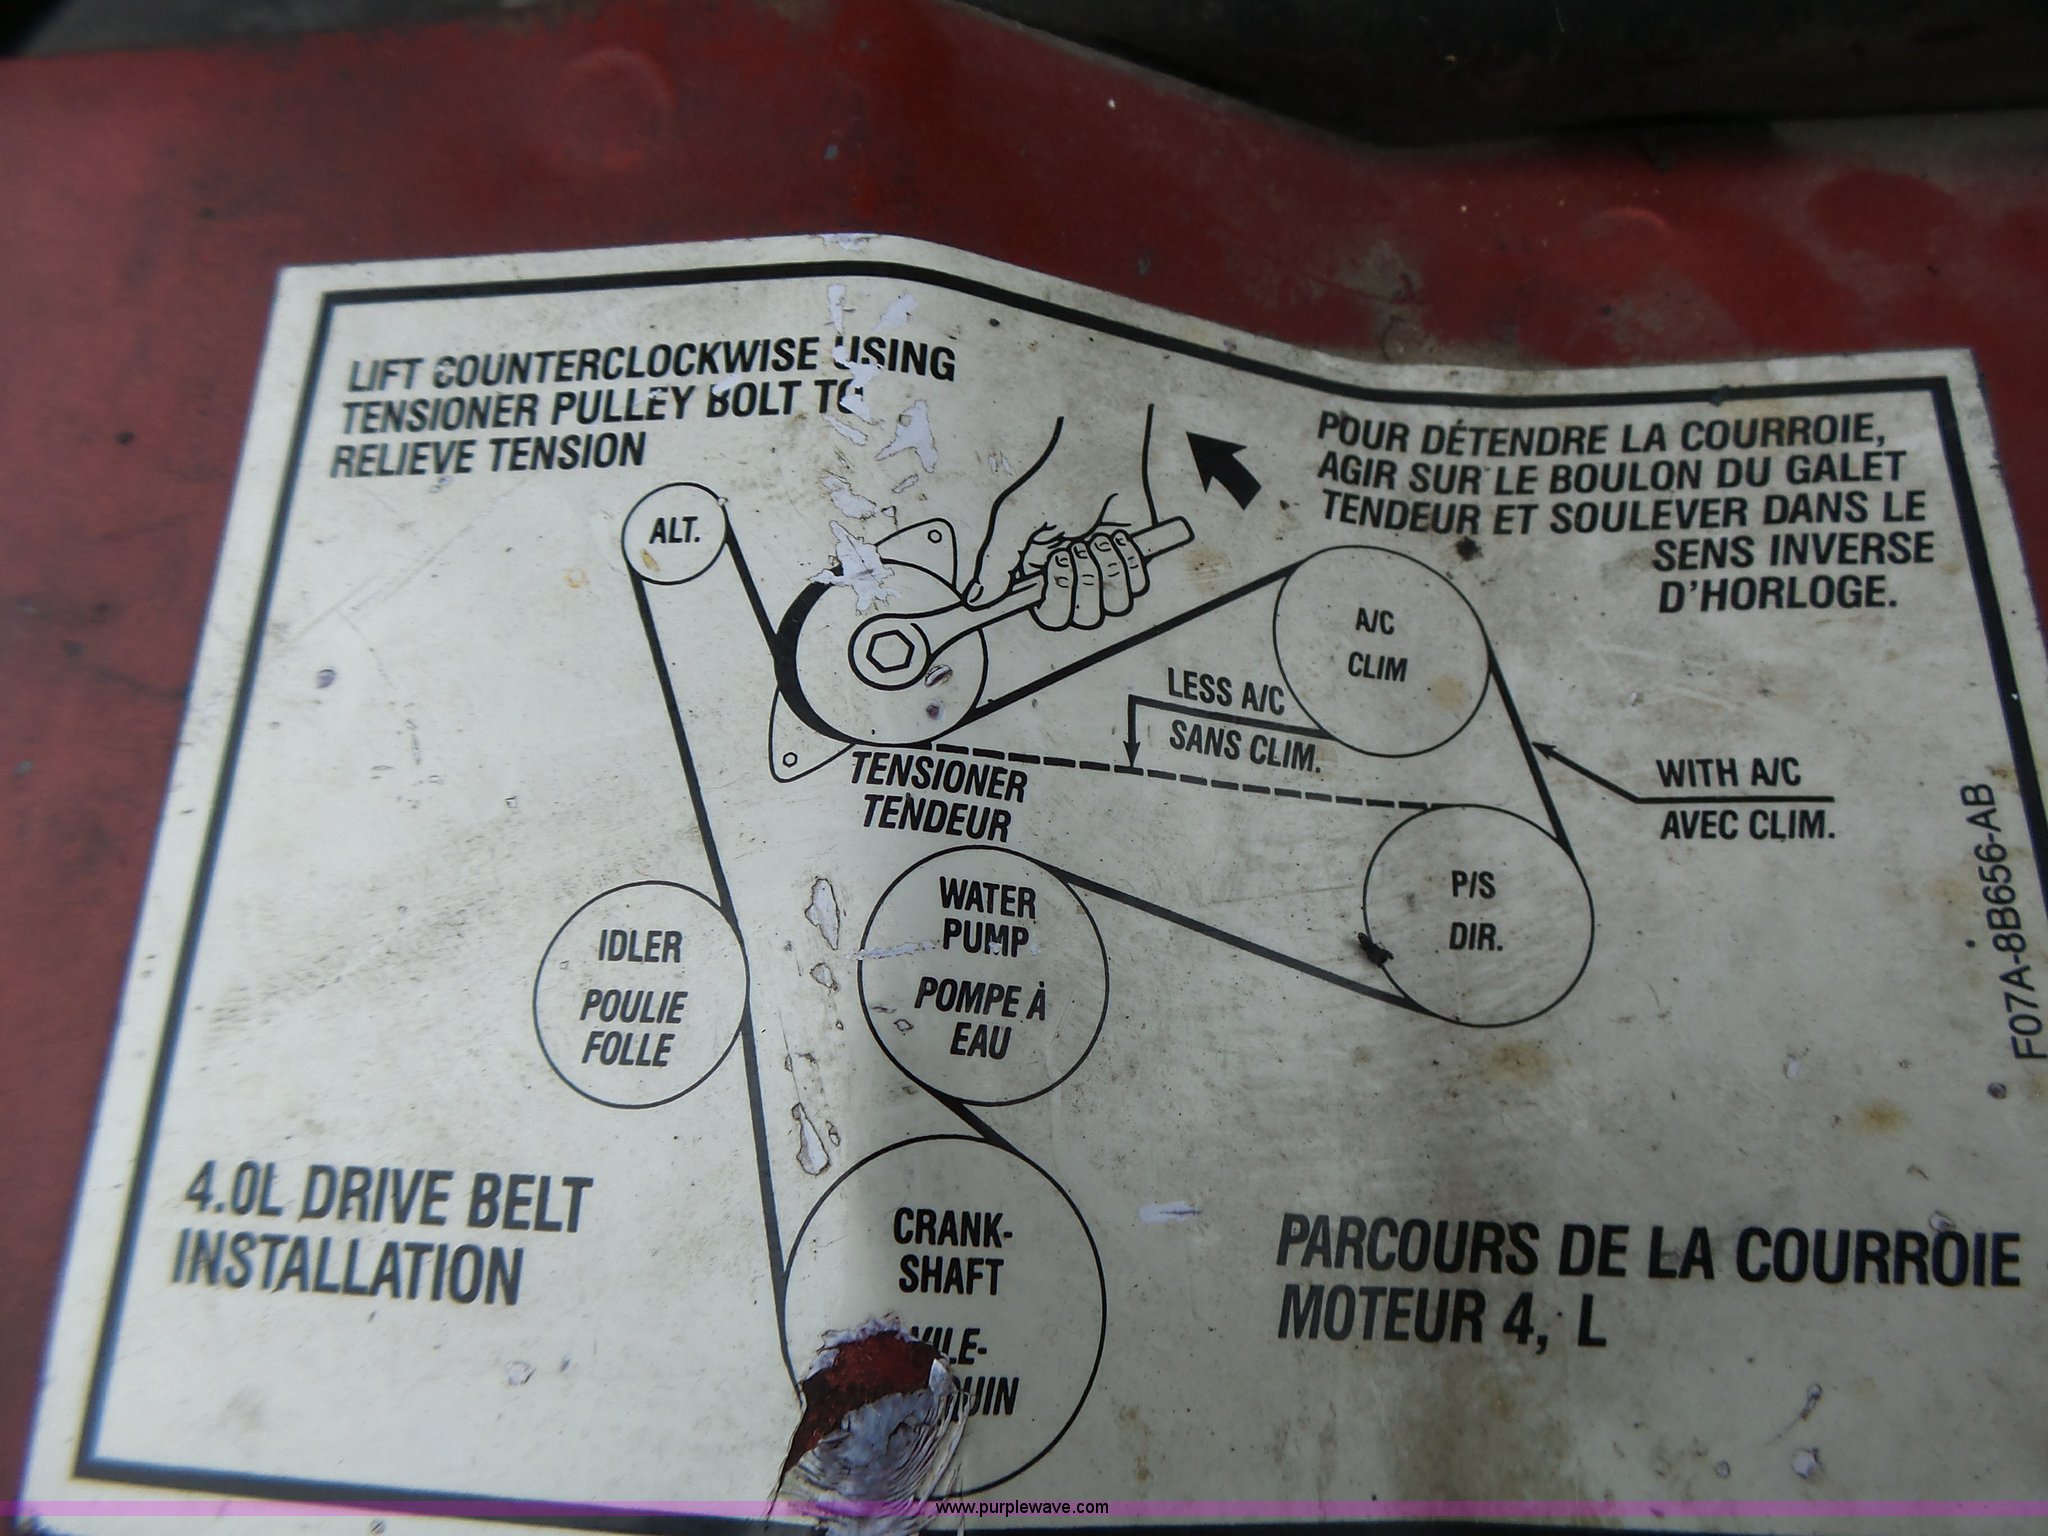 LIFT COUNTERCLOCKWISE USING
TENSIONER PULLEY BOLT TO
RELIEVE TENSION
POUR DÉTENDRE LA COURROIE,
AGIR SUR LE BOULON DU GALET
TENDEUR ET SOULEVER DANS LE
SENS INVERSE
D'HORLOGE.
ALT.
A/C
CLIM
LESS A/C
SANS CLIM.
WITH A/C
AVEC CLIM.
TENSIONER
TENDEUR
P/S
DIR.
WATER
PUMP
POMPE À
EAU
IDLER
POULIE
FOLLE
F07A-8B656-AB
CRANK-
SHAFT
4.0L DRIVE BELT
INSTALLATION
PARCOURS DE LA COURROIE
MOTEUR 4, L
www.purplewave.com